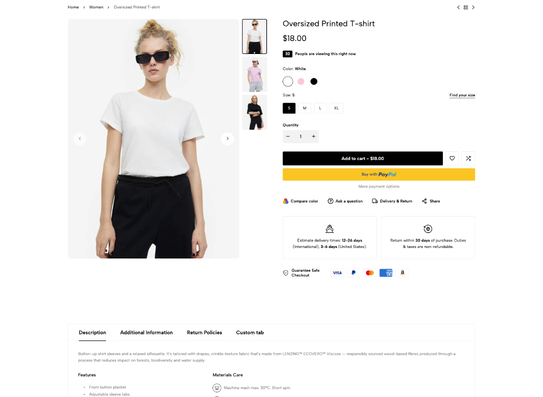 Home > Women > Oversized Printed T-shirt
Oversized Printed T-shirt
$18.00
30 People are viewing this right now
Color: White
Size: S
Find your size
S M L XL
Quantity
− 1 +
Add to cart - $18.00
Buy with PayPal
More payment options
Compare color
Ask a question
Delivery & Return
Share
Estimate delivery times: 12-26 days
(International), 3-6 days (United States).
Return within 30 days of purchase. Duties
& taxes are non-refundable.
Guarantee Safe
Checkout
VISA
Description Additional Information Return Policies Custom tab
Button-up shirt sleeves and a relaxed silhouette. It's tailored with drapey, crinkle-texture fabric that's made from LENZING™ ECOVERO™ Viscose — responsibly sourced wood-based fibres produced through a
process that reduces impact on forests, biodiversity and water supply.
Features
Materials Care
Front button placket
Machine wash max. 30ºC. Short spin.
Adjustable sleeve tabs